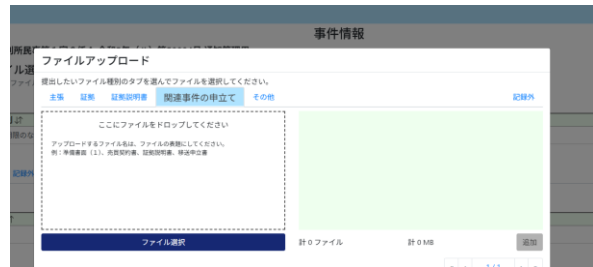 事件情報
ファイルアップロード
提出したいファイル種別のタブを選んでファイルを選択してください。
主張 証拠 証拠説明書 関連事件の申立て その他 記録外
ここにファイルをドロップしてください
アップロードするファイル名は、ファイルの表題にしてください。
例：準備書面（１）、売買契約書、証拠説明書、移送申立書
ファイル選択 計 0 ファイル 計 0 MB 追加
記録外
1 / 1